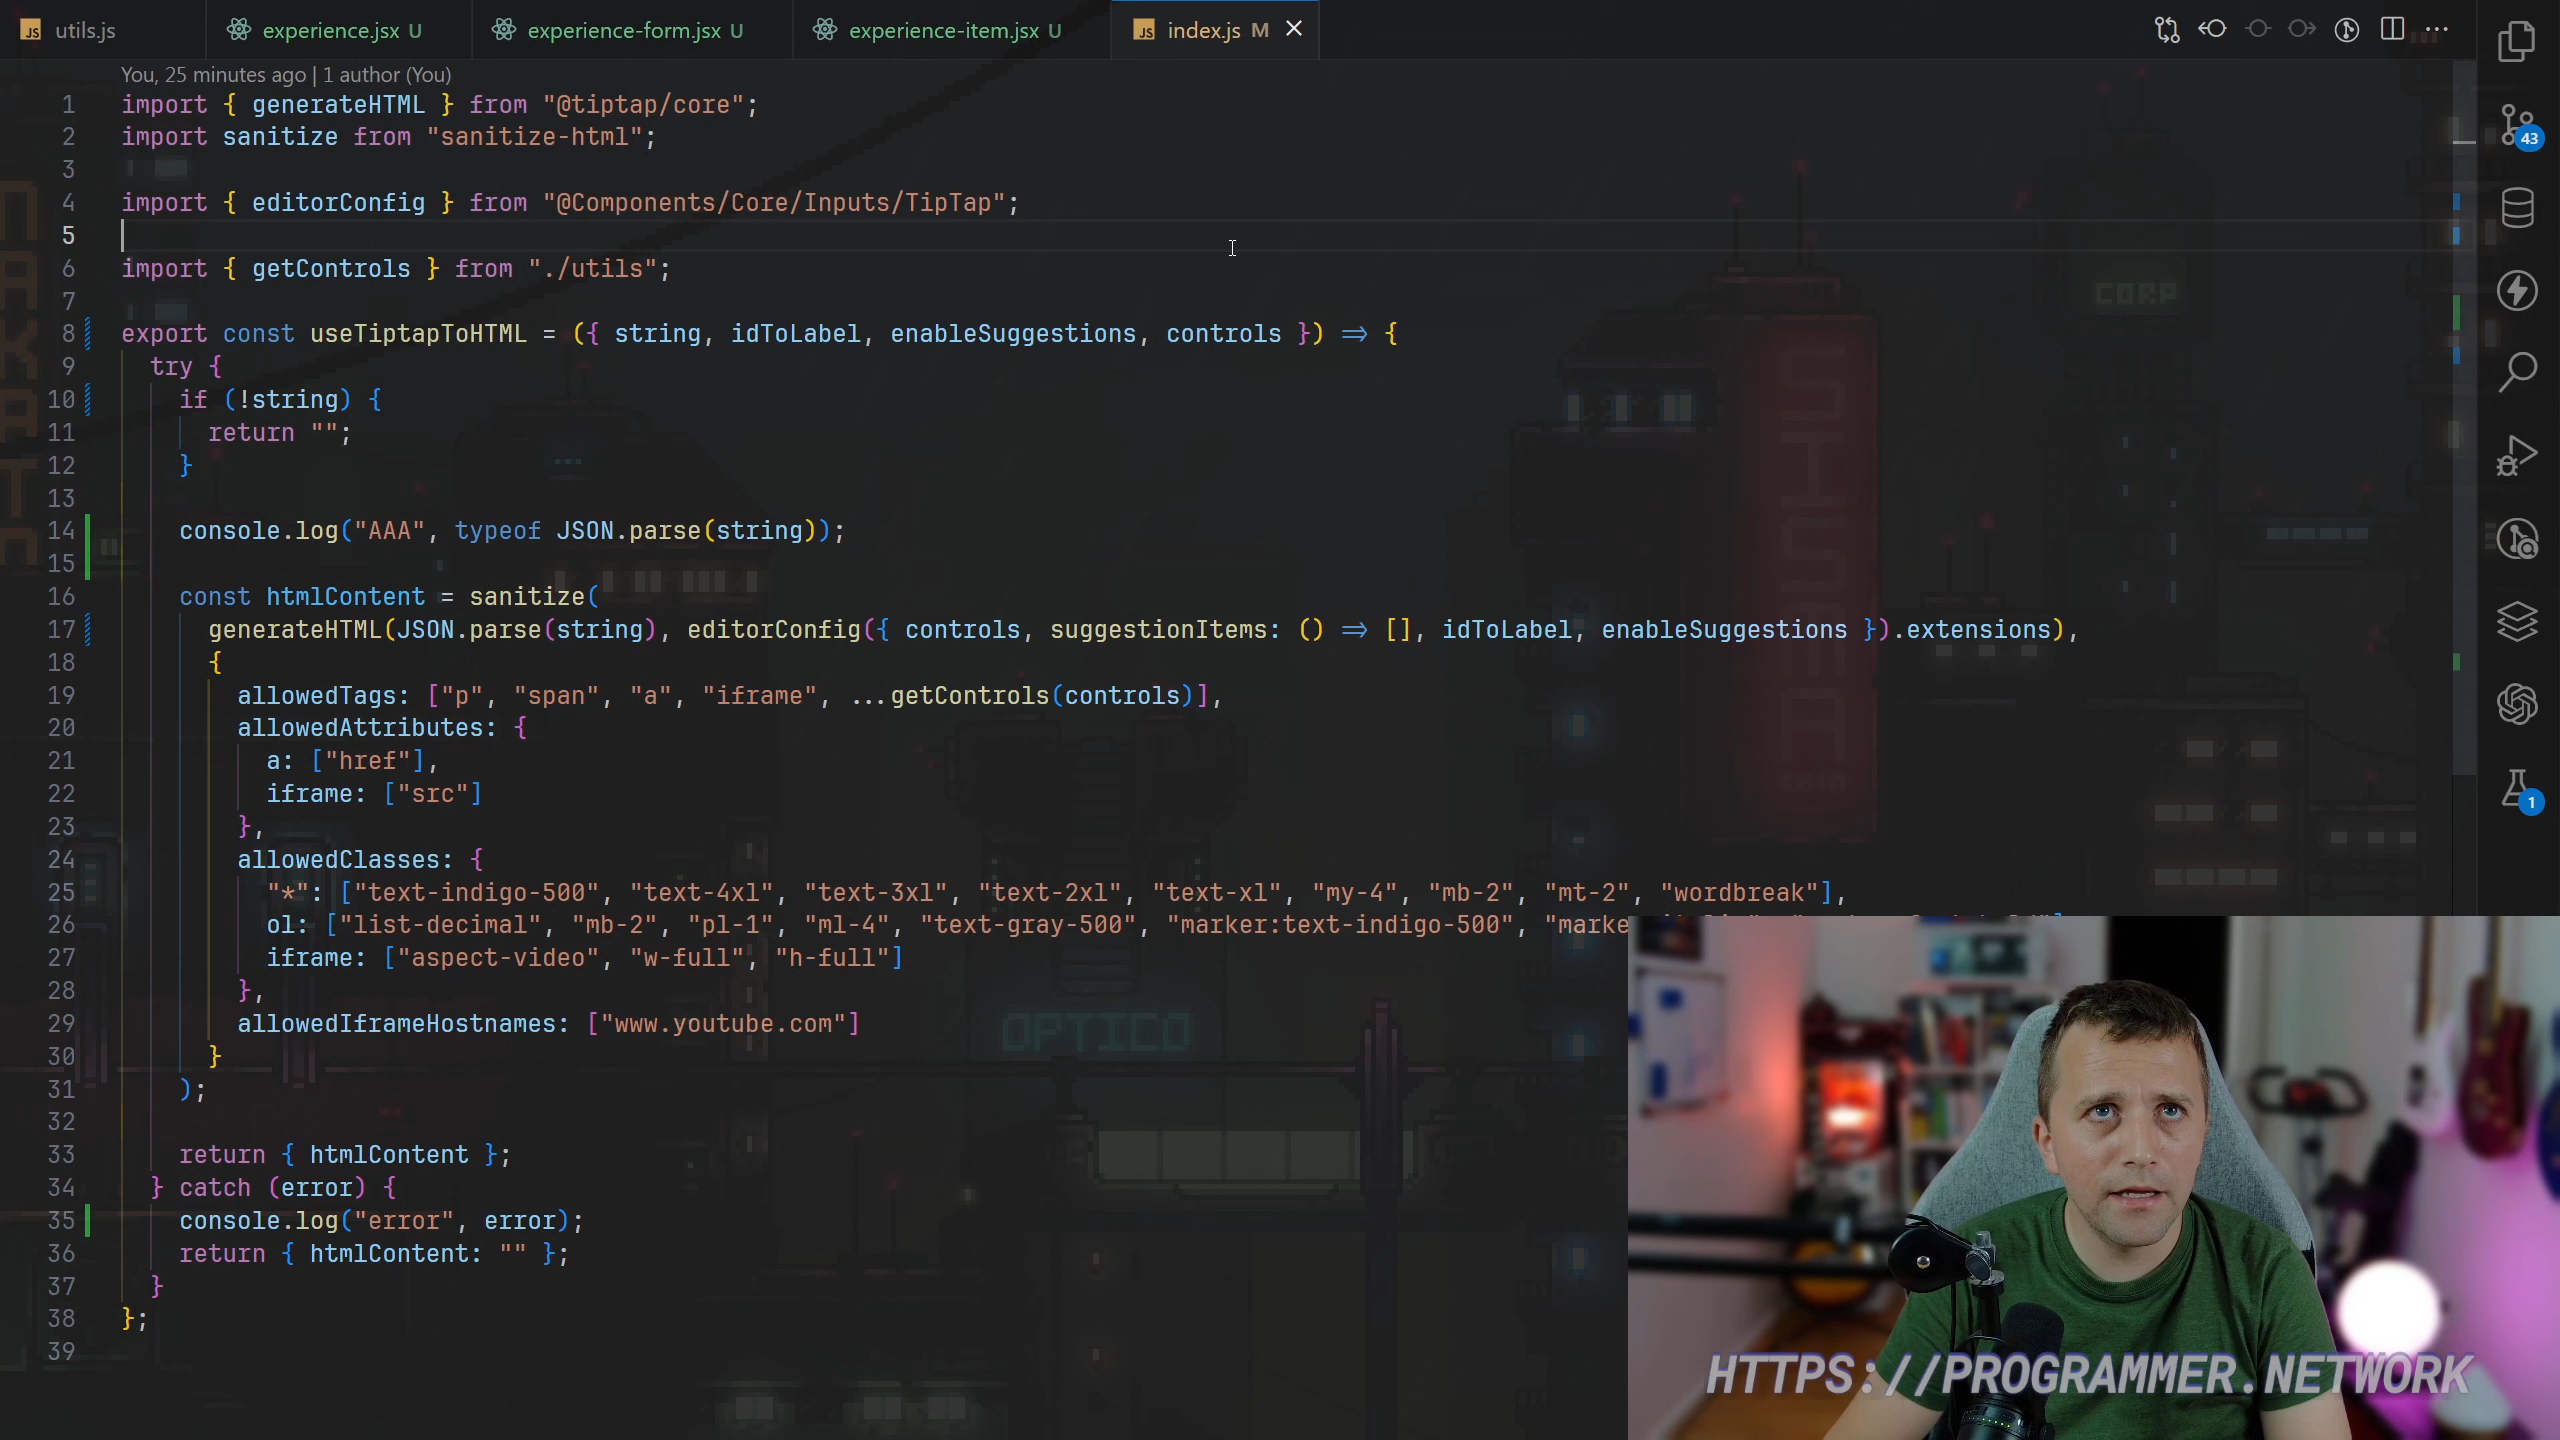 utils.js
experience.jsx U
experience-form.jsx U
experience-item.jsx U
index.js M
You, 25 minutes ago | 1 author (You)
1 import { generateHTML } from "@tiptap/core";
2 import sanitize from "sanitize-html";
3
4 import { editorConfig } from "@Components/Core/Inputs/TipTap";
5
6 import { getControls } from "./utils";
7
8 export const useTiptapToHTML = ({ string, idToLabel, enableSuggestions, controls }) => {
9 try {
10 if (!string) {
11 return "";
12 }
13
14 console.log("AAA", typeof JSON.parse(string));
15
16 const htmlContent = sanitize(
17 generateHTML(JSON.parse(string), editorConfig({ controls, suggestionItems: () => [], idToLabel, enableSuggestions }).extensions),
18 {
19 allowedTags: ["p", "span", "a", "iframe", ...getControls(controls)],
20 allowedAttributes: {
21 a: ["href"],
22 iframe: ["src"]
23 },
24 allowedClasses: {
25 "*": ["text-indigo-500", "text-4xl", "text-3xl", "text-2xl", "text-xl", "my-4", "mb-2", "mt-2", "wordbreak"],
26 ol: ["list-decimal", "mb-2", "pl-1", "ml-4", "text-gray-500", "marker:text-indigo-500", "marke
27 iframe: ["aspect-video", "w-full", "h-full"]
28 },
29 allowedIframeHostnames: ["www.youtube.com"]
30 }
31 );
32
33 return { htmlContent };
34 } catch (error) {
35 console.log("error", error);
36 return { htmlContent: "" };
37 }
38 };
39
43
1
CORP
OPTICO
HTTPS://PROGRAMMER.NETWORK